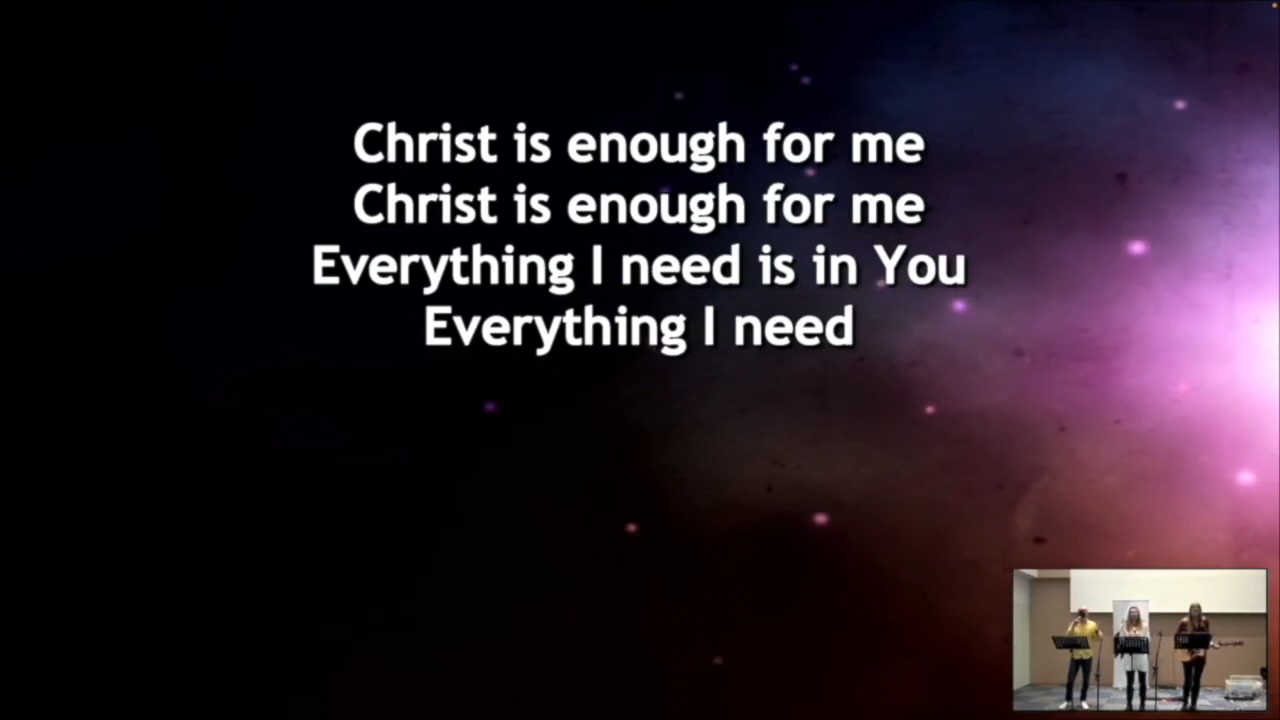 Christ is enough for me
Christ is enough for me
Everything I need is in You
Everything I need